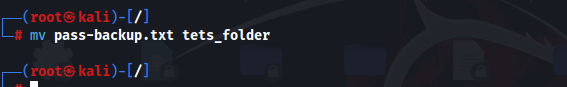 ┌──(root㉿kali)-[/]
└─# mv pass-backup.txt tets_folder
┌──(root㉿kali)-[/]
└─#